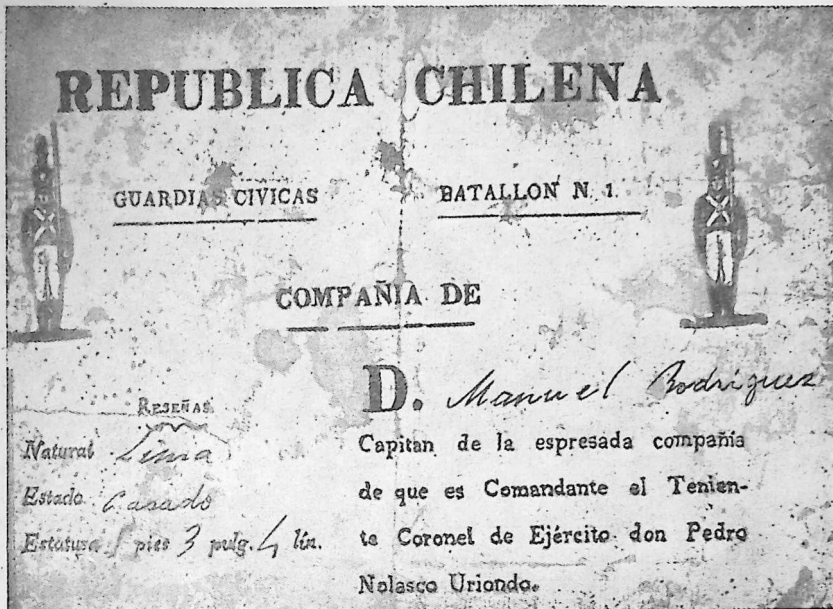 REPUBLICA CHILENA
GUARDIAS CIVICAS
BATALLON N. 1.
COMPAÑIA DE
D. Manuel Rodriguez
Capitan de la espresada compañía
de que es Comandante el Tenien-
te Coronel de Ejército don Pedro
Nolasco Uriondo.
RESEÑAS.
Natural Lima
Estado Casado
Estatura 5 pies 3 pulg. 4 lín.